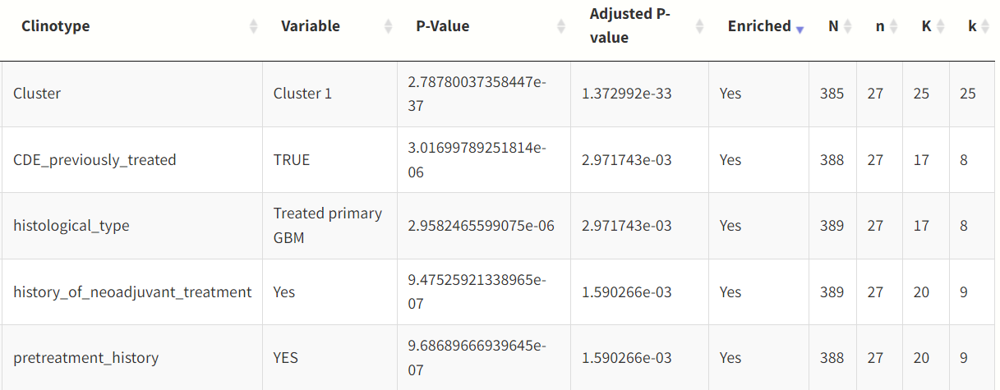 Clinotype Variable P-Value Adjusted P-value Enriched N n K k
Cluster Cluster 1 2.78780037358447e-37 1.372992e-33 Yes 385 27 25 25
CDE_previously_treated TRUE 3.01699789251814e-06 2.971743e-03 Yes 388 27 17 8
histological_type Treated primary GBM 2.9582465599075e-06 2.971743e-03 Yes 389 27 17 8
history_of_neoadjuvant_treatment Yes 9.47525921338965e-07 1.590266e-03 Yes 389 27 20 9
pretreatment_history YES 9.68689666939645e-07 1.590266e-03 Yes 388 27 20 9